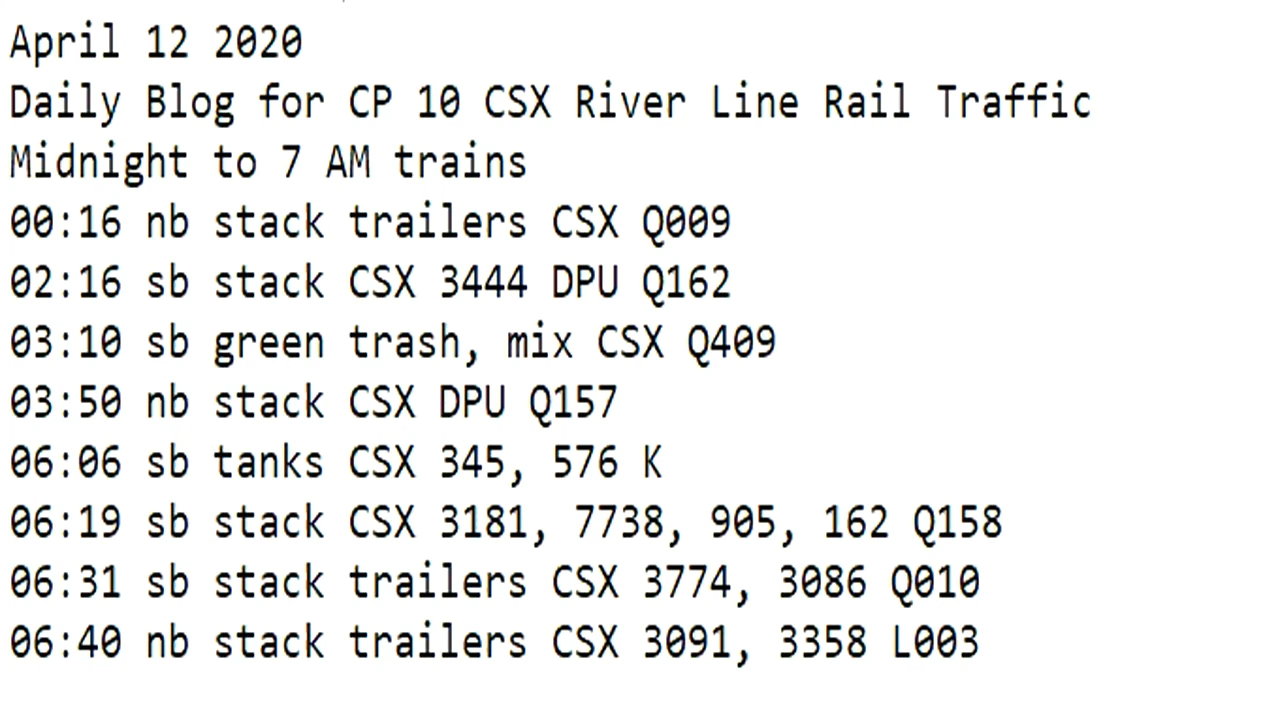 April 12 2020
Daily Blog for CP 10 CSX River Line Rail Traffic
Midnight to 7 AM trains
00:16 nb stack trailers CSX Q009
02:16 sb stack CSX 3444 DPU Q162
03:10 sb green trash, mix CSX Q409
03:50 nb stack CSX DPU Q157
06:06 sb tanks CSX 345, 576 K
06:19 sb stack CSX 3181, 7738, 905, 162 Q158
06:31 sb stack trailers CSX 3774, 3086 Q010
06:40 nb stack trailers CSX 3091, 3358 L003